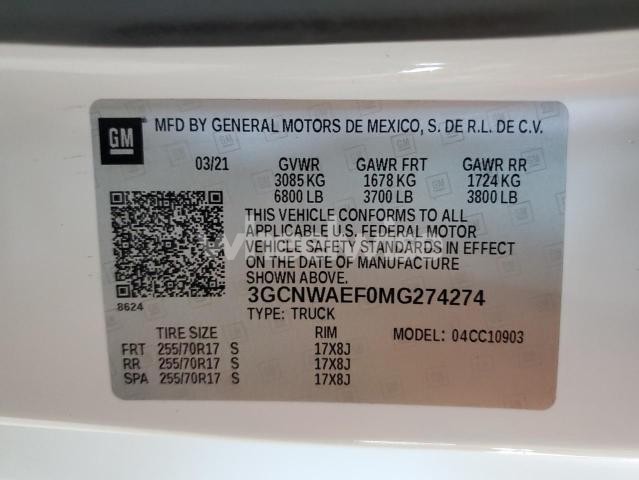 GM
MFD BY GENERAL MOTORS DE MEXICO, S. DE R.L. DE C.V.
03/21 GVWR GAWR FRT GAWR RR
3085 KG 1678 KG 1724 KG
6800 LB 3700 LB 3800 LB
THIS VEHICLE CONFORMS TO ALL
APPLICABLE U.S. FEDERAL MOTOR
VEHICLE SAFETY STANDARDS IN EFFECT
ON THE DATE OF MANUFACTURE
SHOWN ABOVE.
8624
3GCNWAEF0MG274274
TYPE: TRUCK
TIRE SIZE RIM MODEL: 04CC10903
FRT 255/70R17 S 17X8J
RR 255/70R17 S 17X8J
SPA 255/70R17 S 17X8J